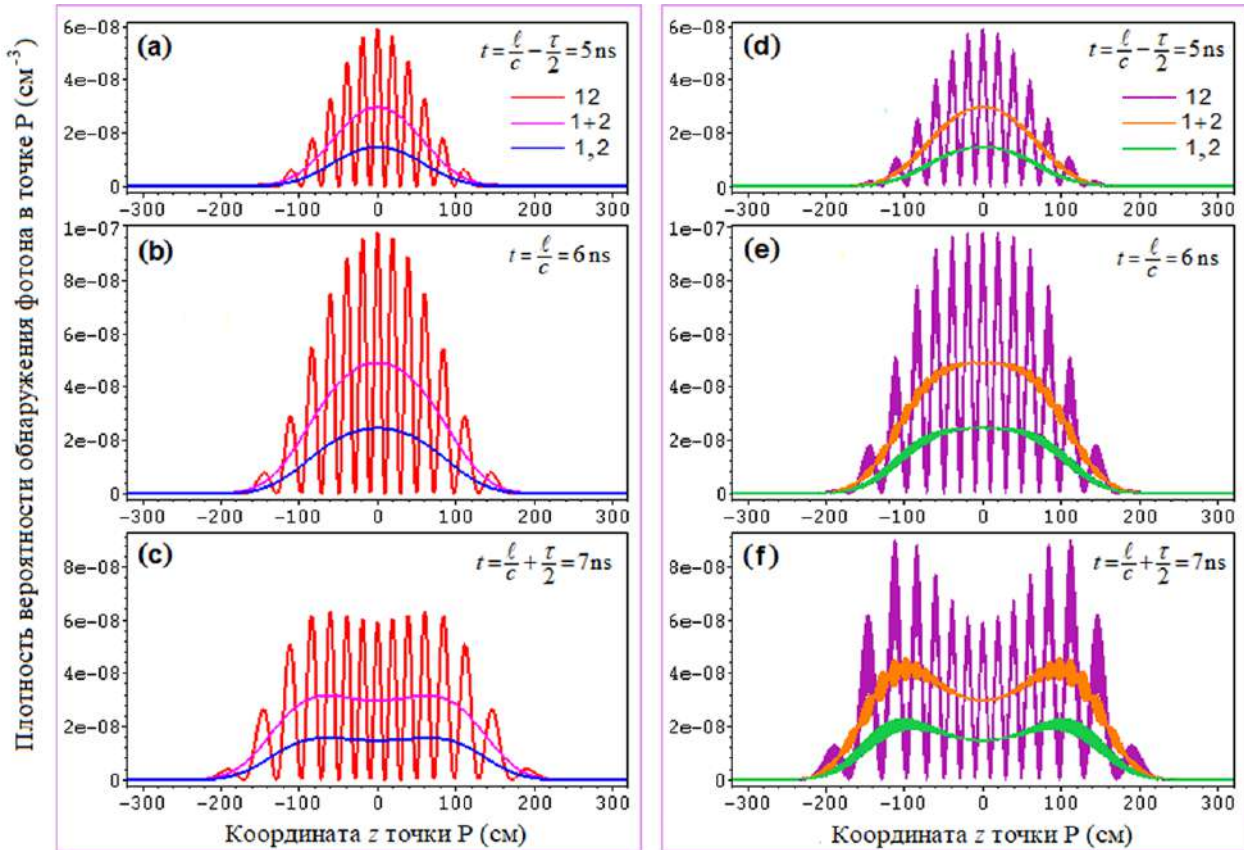 Плотность вероятности обнаружения фотона в точке P (см⁻³)
(a)
t = ℓ/c − τ/2 = 5 ns
12
1+2
1,2
6e-08
4e-08
2e-08
0
-300 -200 -100 0 100 200 300
(b)
t = ℓ/c = 6 ns
1e-07
8e-08
6e-08
4e-08
2e-08
0
-300 -200 -100 0 100 200 300
(c)
t = ℓ/c + τ/2 = 7 ns
8e-08
6e-08
4e-08
2e-08
0
-300 -200 -100 0 100 200 300
Координата z точки P (см)
(d)
t = ℓ/c − τ/2 = 5 ns
12
1+2
1,2
6e-08
4e-08
2e-08
0
-300 -200 -100 0 100 200 300
(e)
t = ℓ/c = 6 ns
1e-07
8e-08
6e-08
4e-08
2e-08
0
-300 -200 -100 0 100 200 300
(f)
t = ℓ/c + τ/2 = 7 ns
8e-08
6e-08
4e-08
2e-08
0
-300 -200 -100 0 100 200 300
Координата z точки P (см)